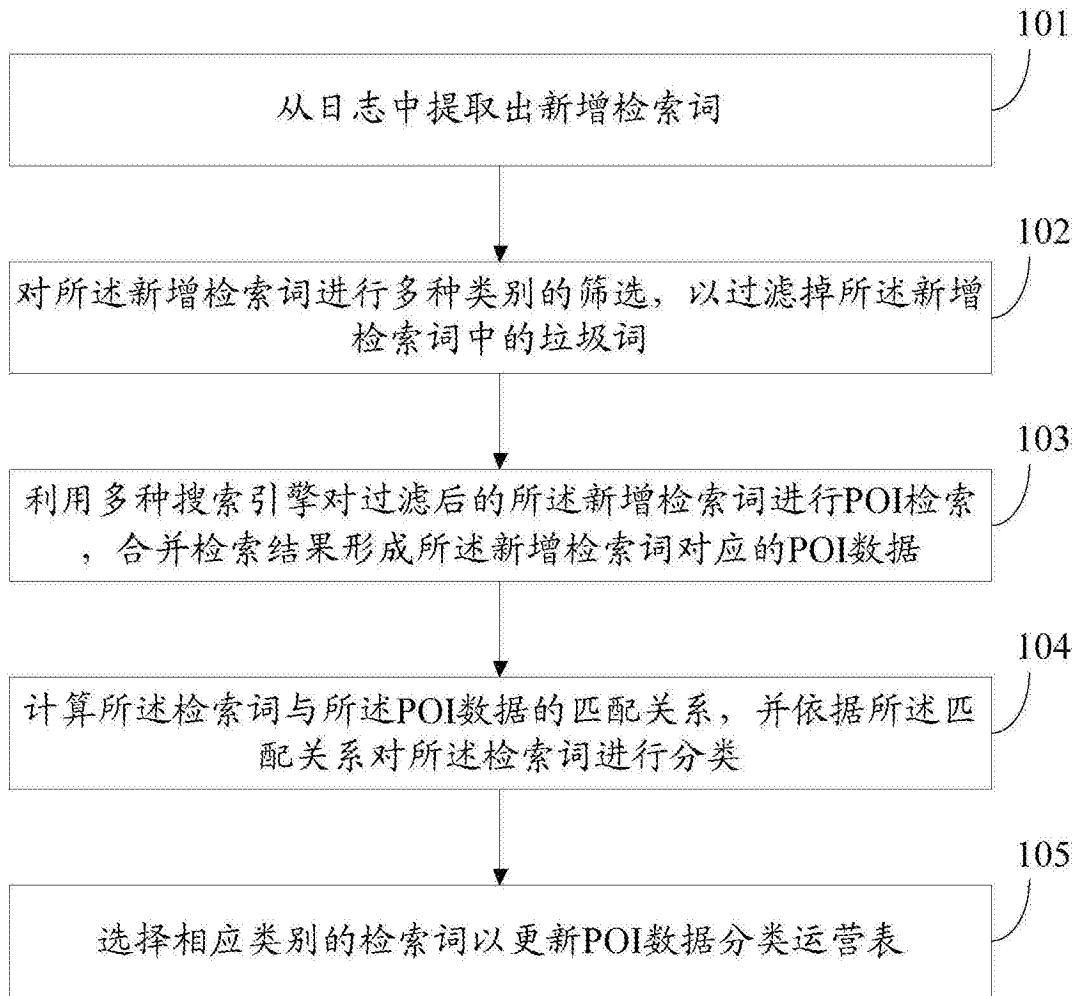 101
从日志中提取出新增检索词
102
对所述新增检索词进行多种类别的筛选，以过滤掉所述新增
检索词中的垃圾词
103
利用多种搜索引擎对过滤后的所述新增检索词进行POI检索
，合并检索结果形成所述新增检索词对应的POI数据
104
计算所述检索词与所述POI数据的匹配关系，并依据所述匹
配关系对所述检索词进行分类
105
选择相应类别的检索词以更新POI数据分类运营表